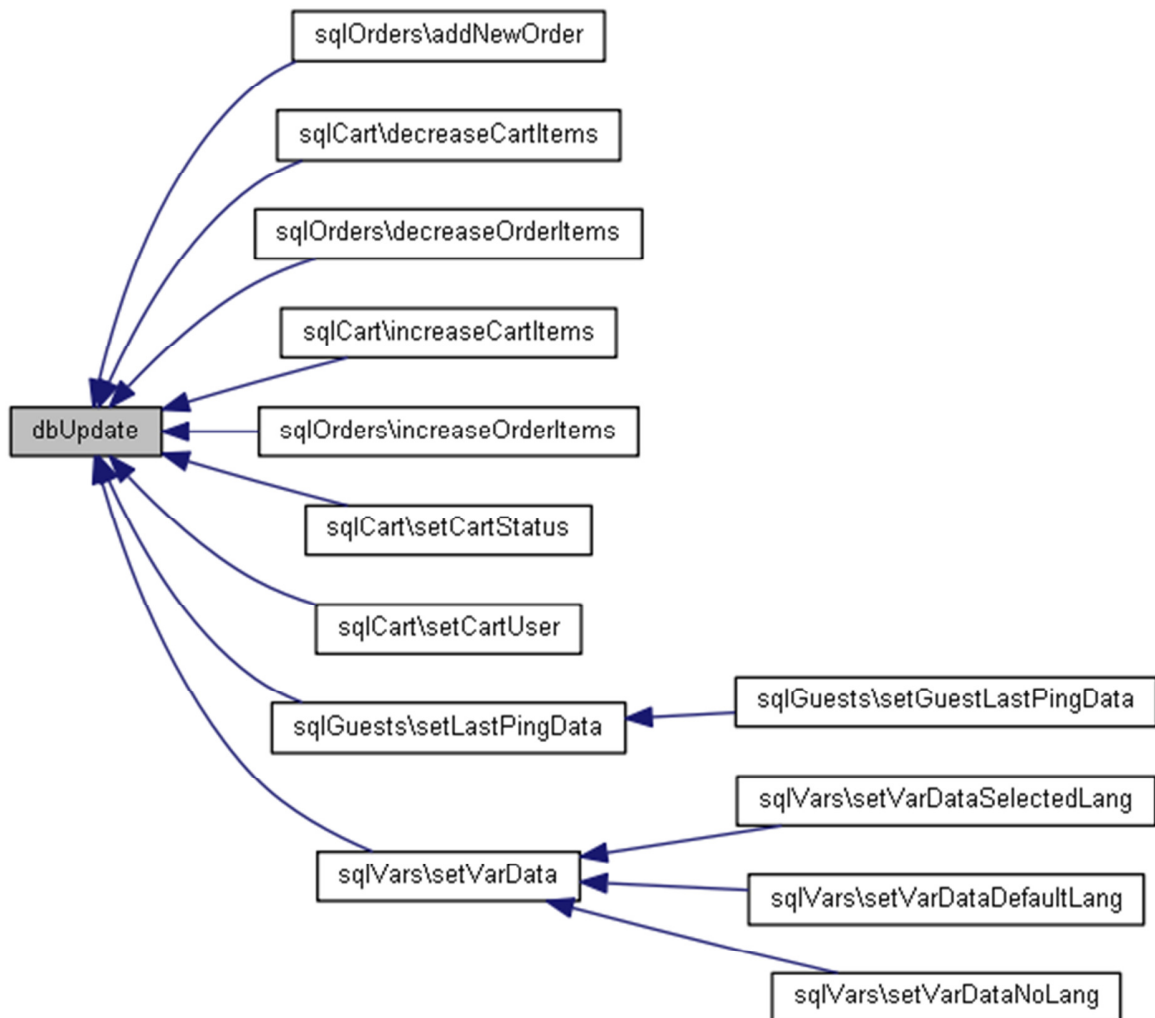 sqlOrders\addNewOrder
sqlCart\decreaseCartItems
sqlOrders\decreaseOrderItems
sqlCart\increaseCartItems
dbUpdate
sqlOrders\increaseOrderItems
sqlCart\setCartStatus
sqlCart\setCartUser
sqlGuests\setLastPingData
sqlGuests\setGuestLastPingData
sqlVars\setVarDataSelectedLang
sqlVars\setVarData
sqlVars\setVarDataDefaultLang
sqlVars\setVarDataNoLang